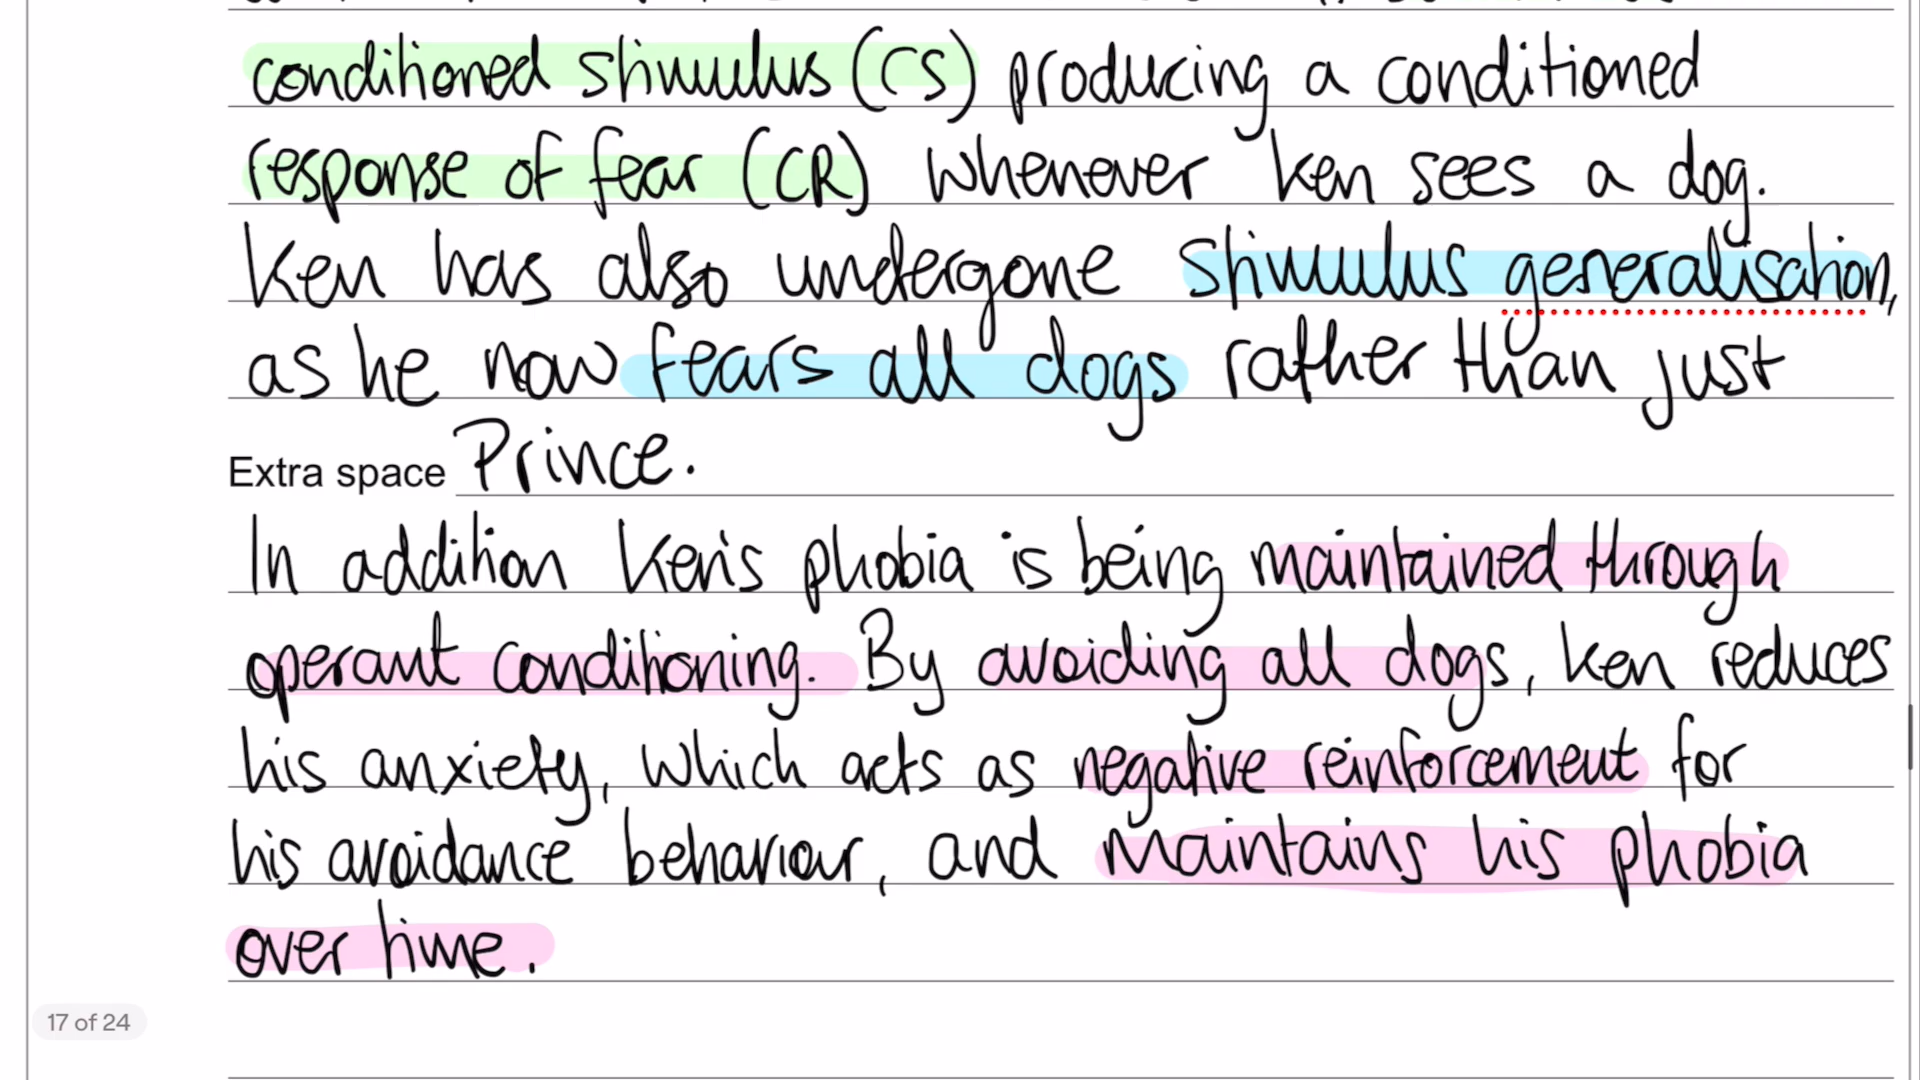 conditioned stimulus (CS) producing a conditioned
response of fear (CR) whenever Ken sees a dog.
Ken has also undergone stimulus generalisation,
as he now fears all dogs rather than just
Extra space Prince.
In addition Ken's phobia is being maintained through
operant conditioning. By avoiding all dogs, Ken reduces
his anxiety, which acts as negative reinforcement for
his avoidance behaviour, and maintains his phobia
over time.
17 of 24